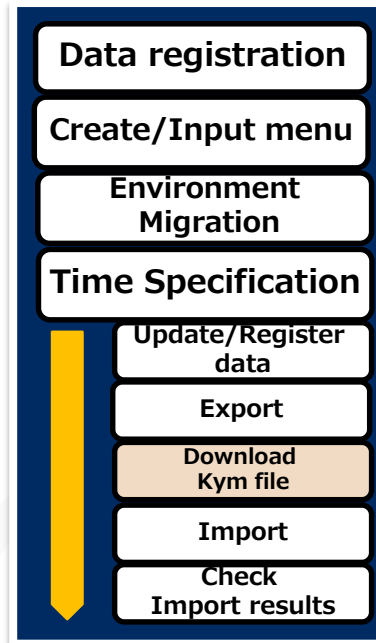 Data registration
Create/Input menu
Environment
Migration
Time Specification
Update/Register
data
Export
Download
Kym file
Import
Check
Import results